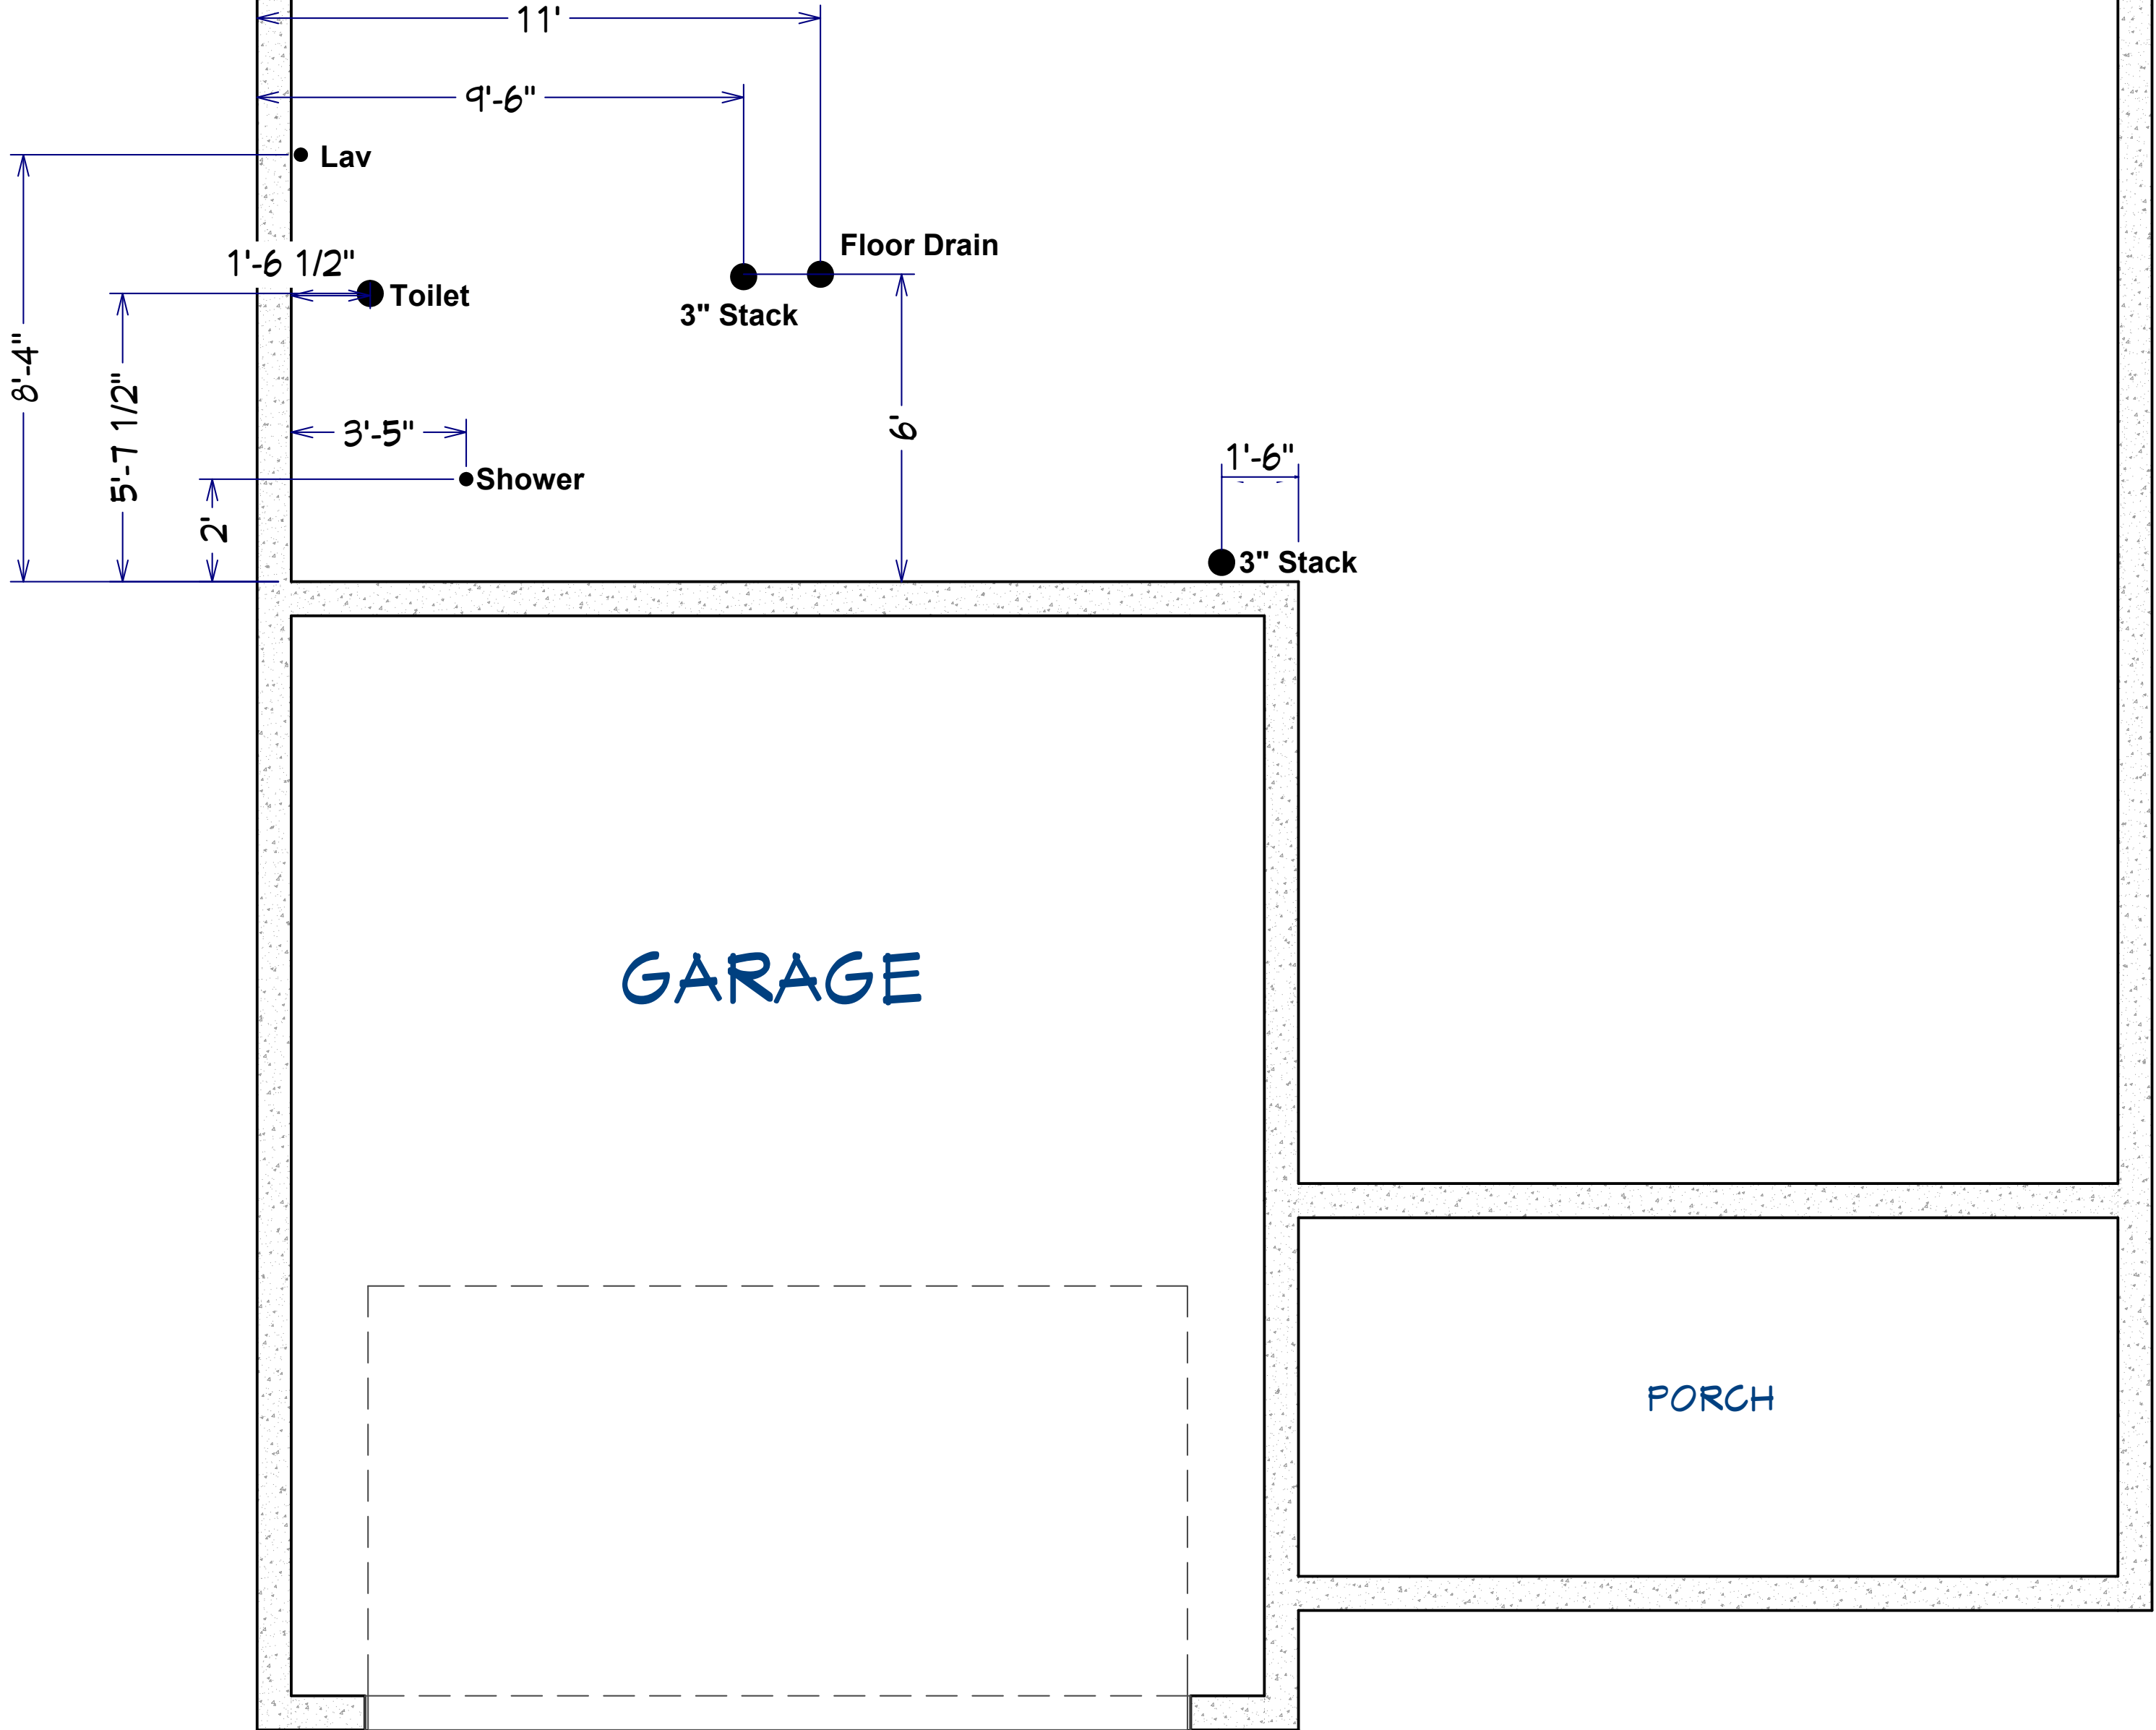 11'
9'-6"
Lav
Floor Drain
1'-6 1/2"
Toilet
3" Stack
8'-4"
5'-7 1/2"
3'-5"
6'
1'-6"
Shower
2'
3" Stack
GARAGE
PORCH